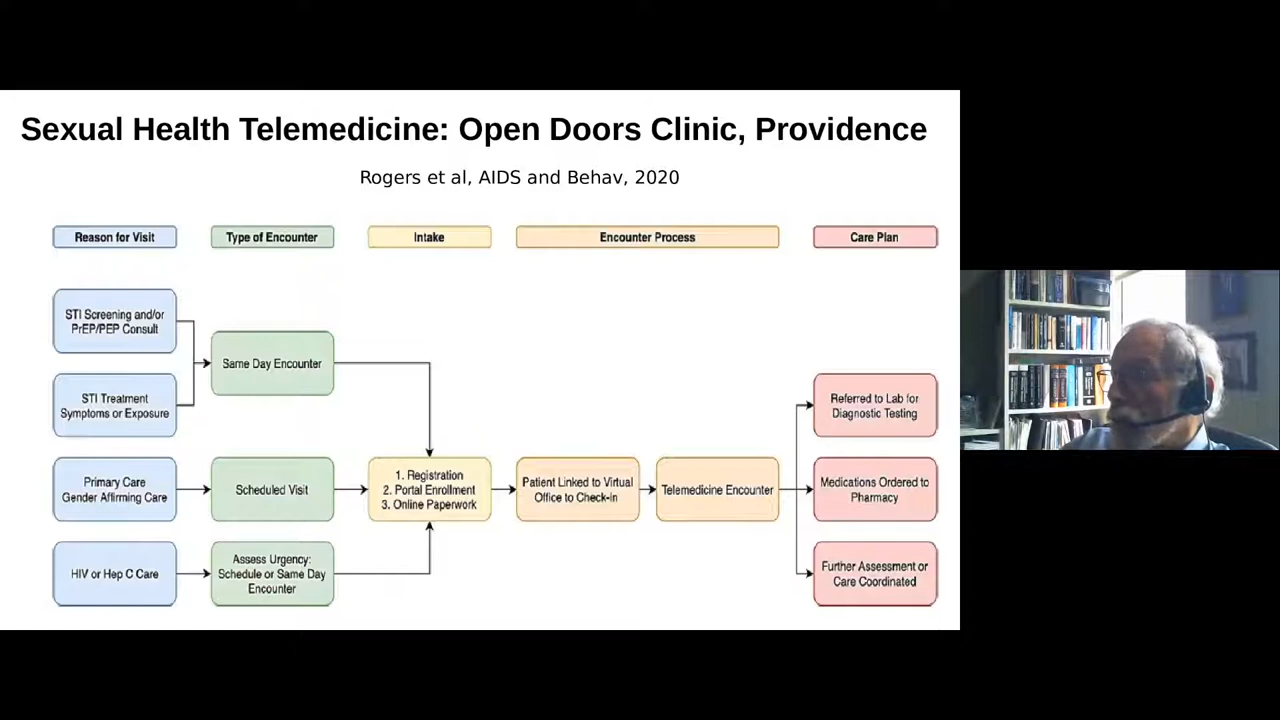 Sexual Health Telemedicine: Open Doors Clinic, Providence
Rogers et al, AIDS and Behav, 2020
Reason for Visit
Type of Encounter
Intake
Encounter Process
Care Plan
STI Screening and/or
PrEP/PEP Consult
Same Day Encounter
STI Treatment
Symptoms or Exposure
Referred to Lab for
Diagnostic Testing
Primary Care
Gender Affirming Care
Scheduled Visit
1. Registration
2. Portal Enrollment
3. Online Paperwork
Patient Linked to Virtual
Office to Check-In
Telemedicine Encounter
Medications Ordered to
Pharmacy
HIV or Hep C Care
Assess Urgency:
Schedule or Same Day
Encounter
Further Assessment or
Care Coordinated